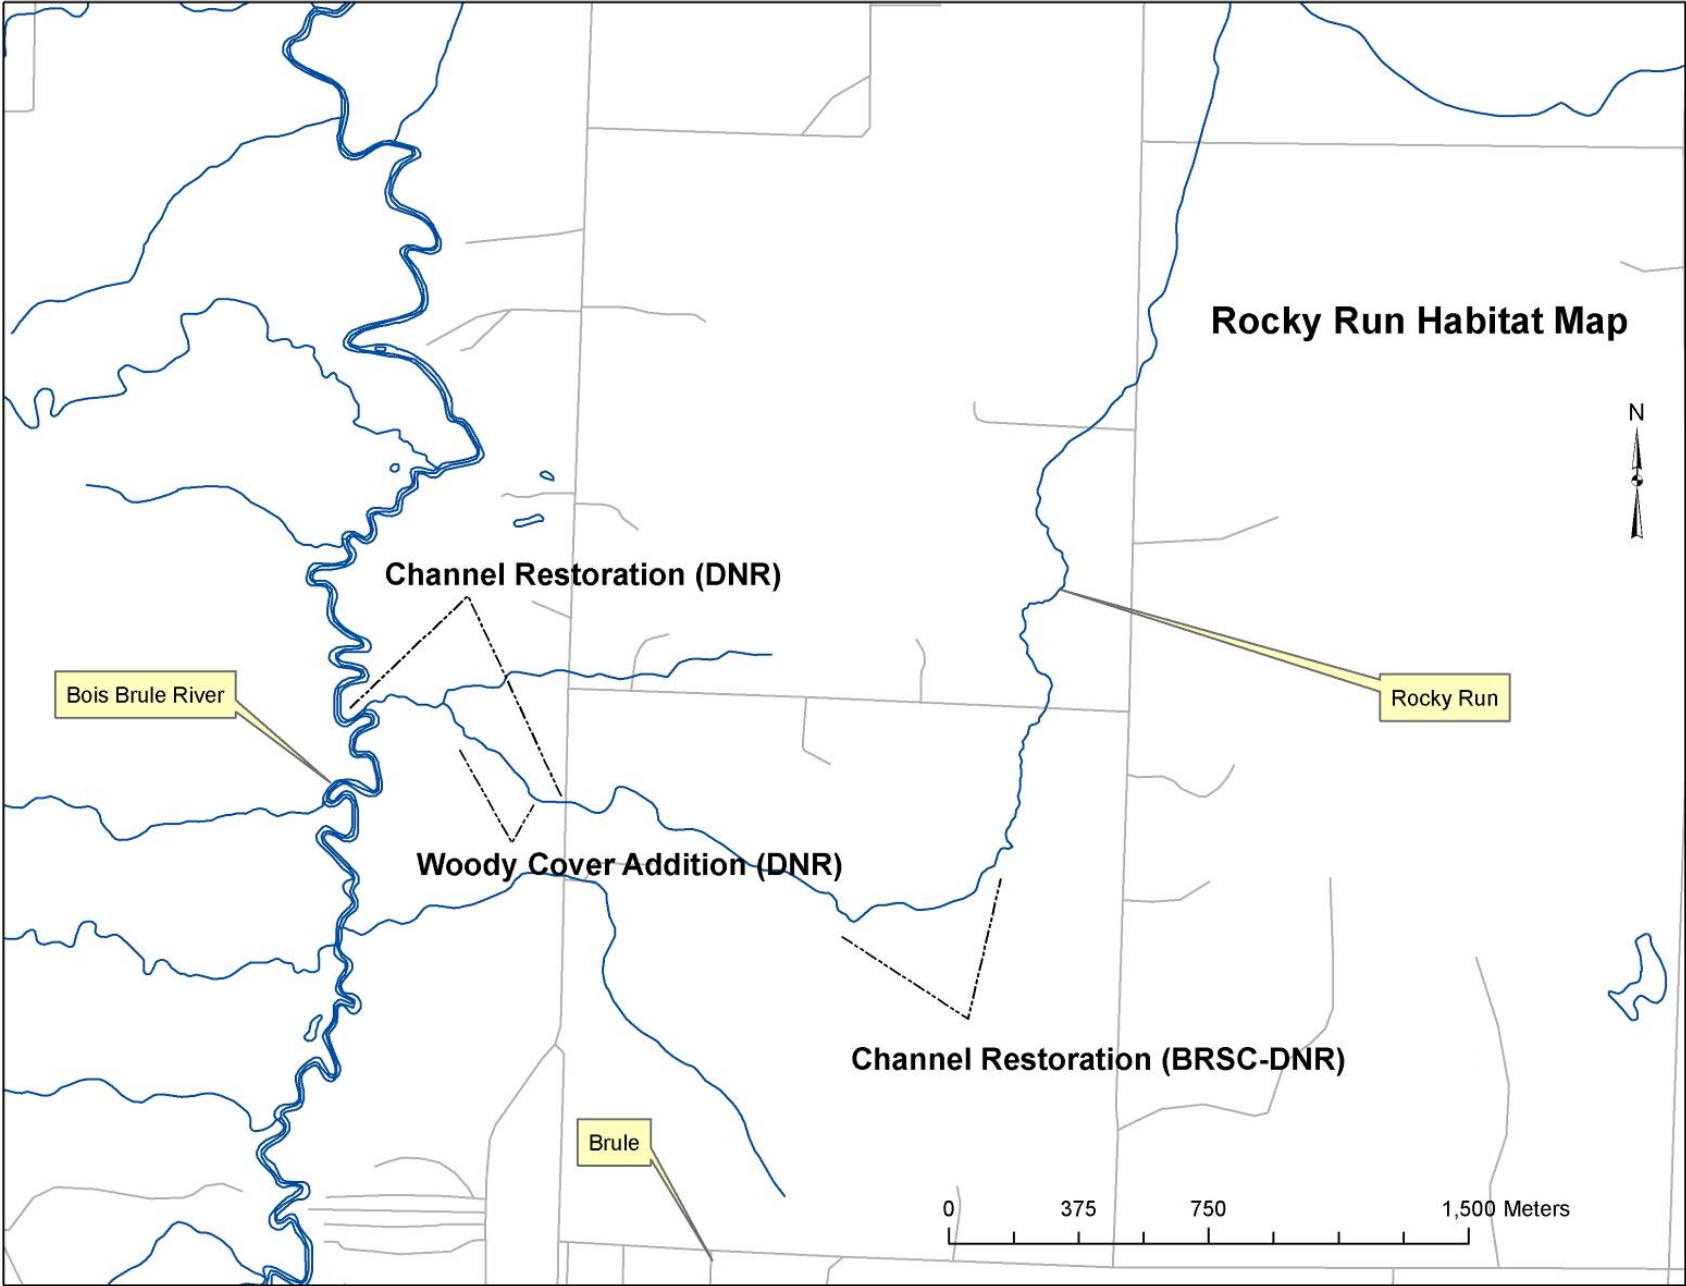 Rocky Run Habitat Map
N
Channel Restoration (DNR)
Bois Brule River
Rocky Run
Woody Cover Addition (DNR)
Channel Restoration (BRSC-DNR)
Brule
0 375 750 1,500 Meters